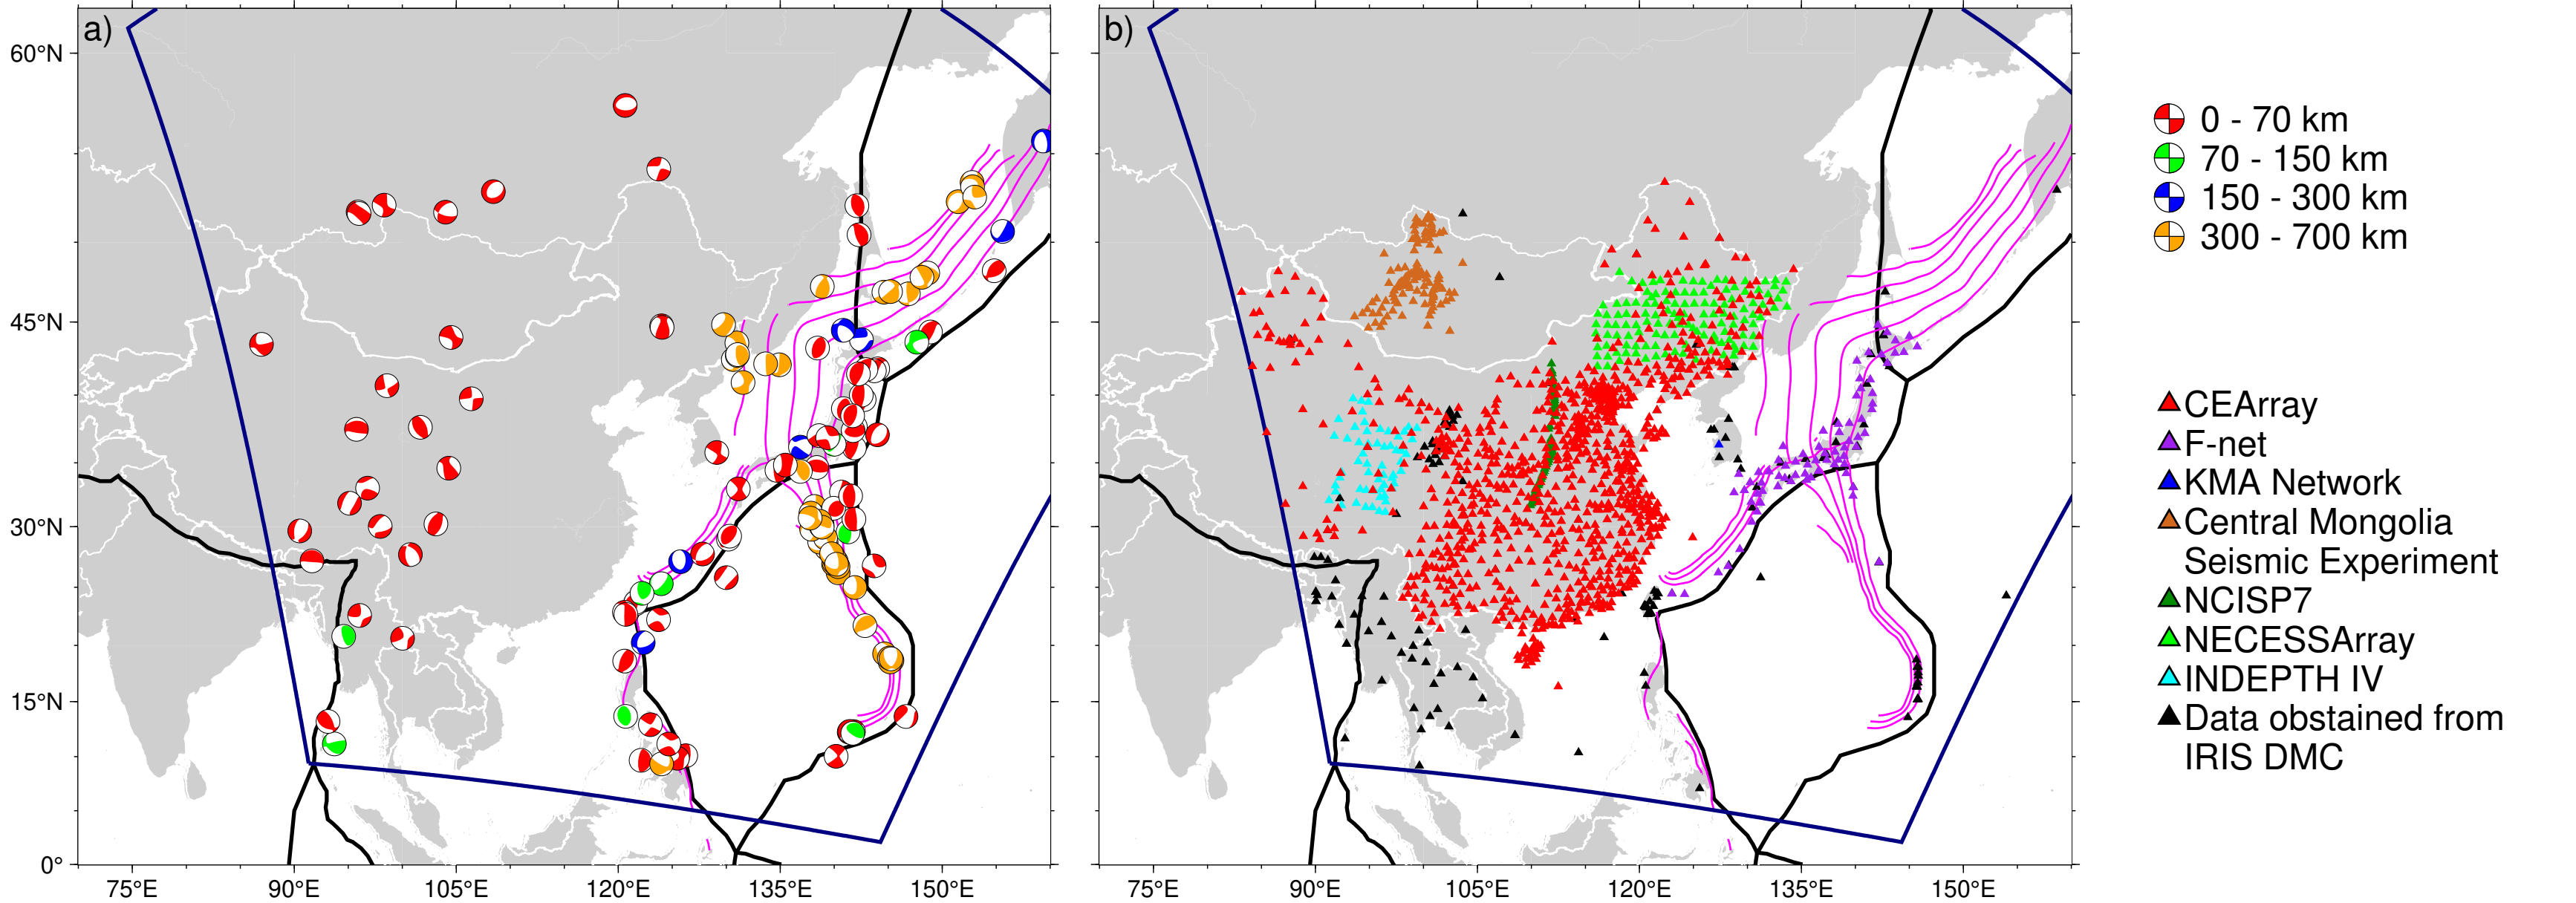 a)
60°N
45°N
30°N
15°N
0°
75°E
90°E
105°E
120°E
135°E
150°E
b)
75°E
90°E
105°E
120°E
135°E
150°E
0 - 70 km
70 - 150 km
150 - 300 km
300 - 700 km
CEArray
F-net
KMA Network
Central Mongolia
Seismic Experiment
NCISP7
NECESSArray
INDEPTH IV
Data obstained from
IRIS DMC